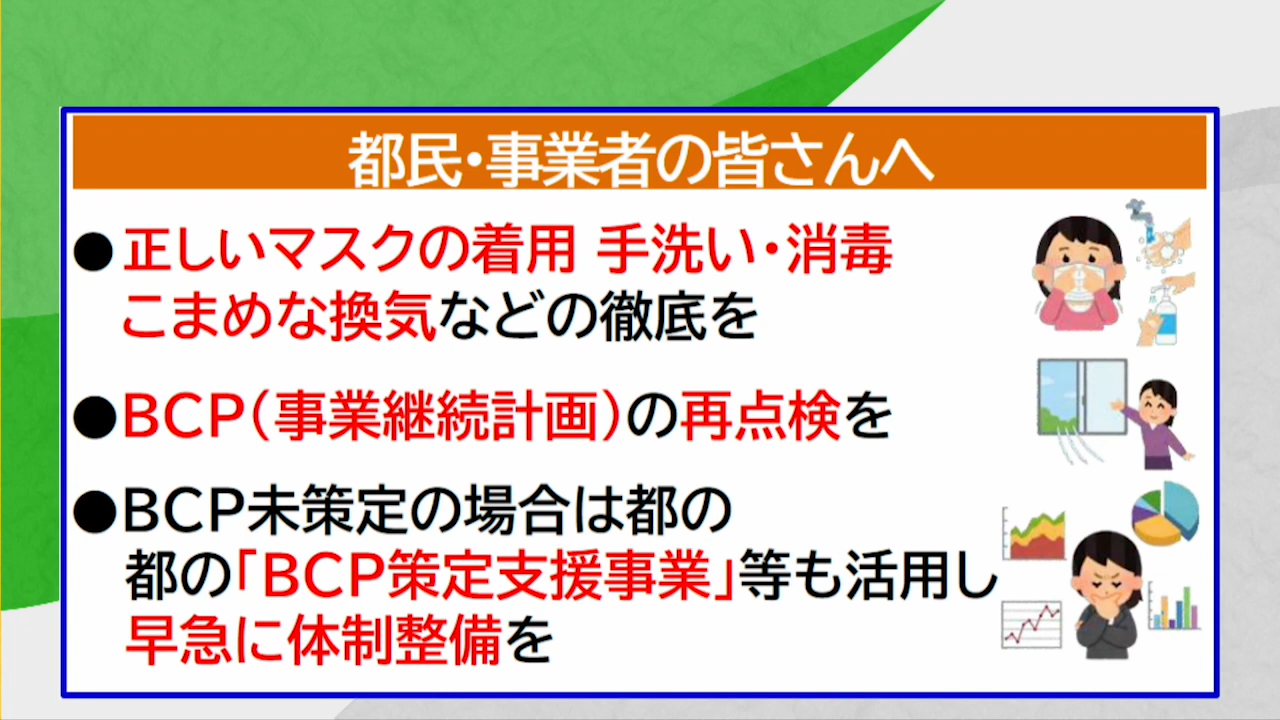 都民・事業者の皆さんへ
●正しいマスクの着用 手洗い・消毒
こまめな換気などの徹底を
●BCP(事業継続計画)の再点検を
●BCP未策定の場合は都の
都の「BCP策定支援事業」等も活用し
早急に体制整備を